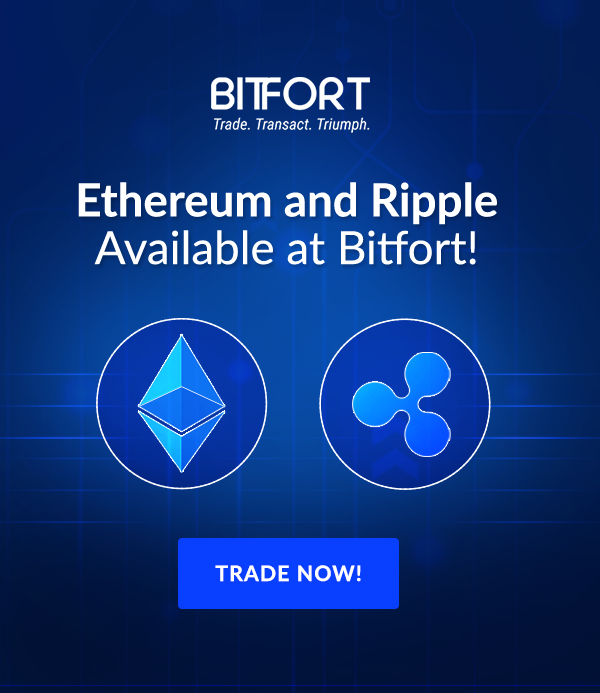 BITFORT
Trade. Transact. Triumph.
Ethereum and Ripple
Available at Bitfort!
TRADE NOW!